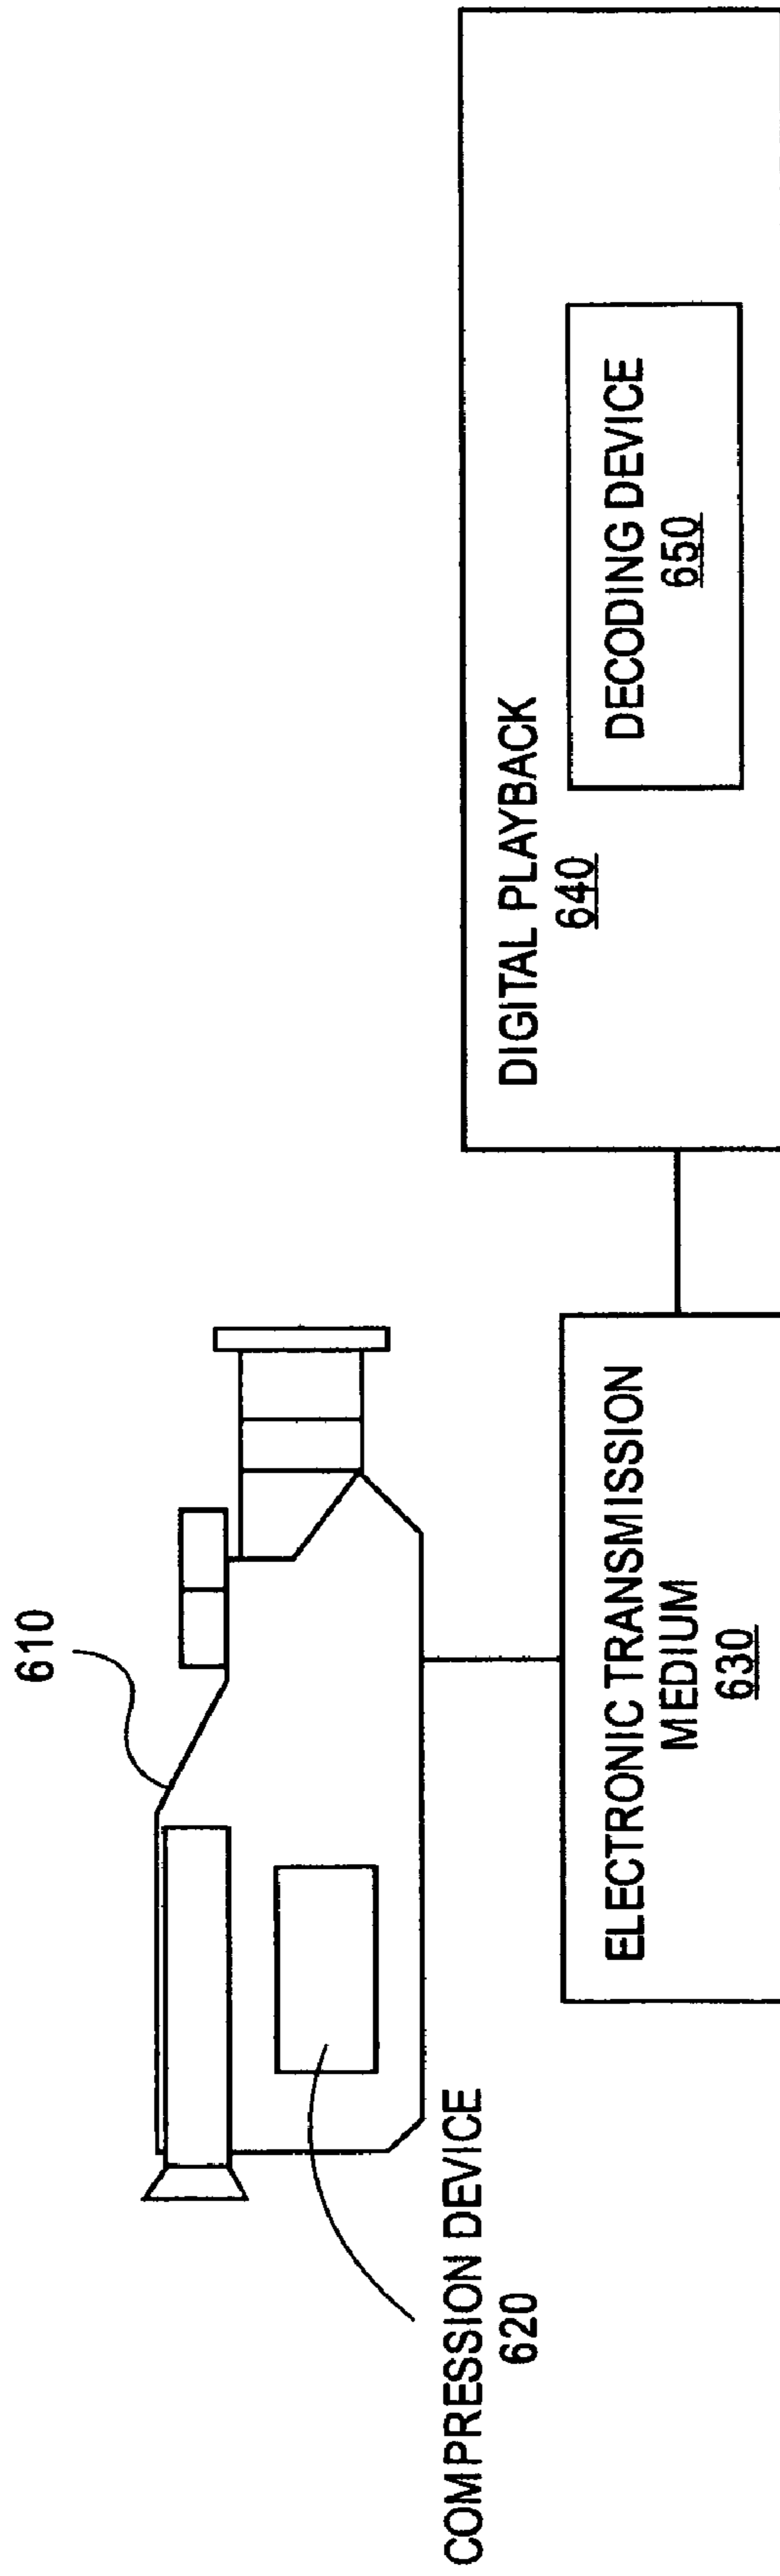 610
COMPRESSION DEVICE
620
ELECTRONIC TRANSMISSION
MEDIUM
630
DIGITAL PLAYBACK
640
DECODING DEVICE
650